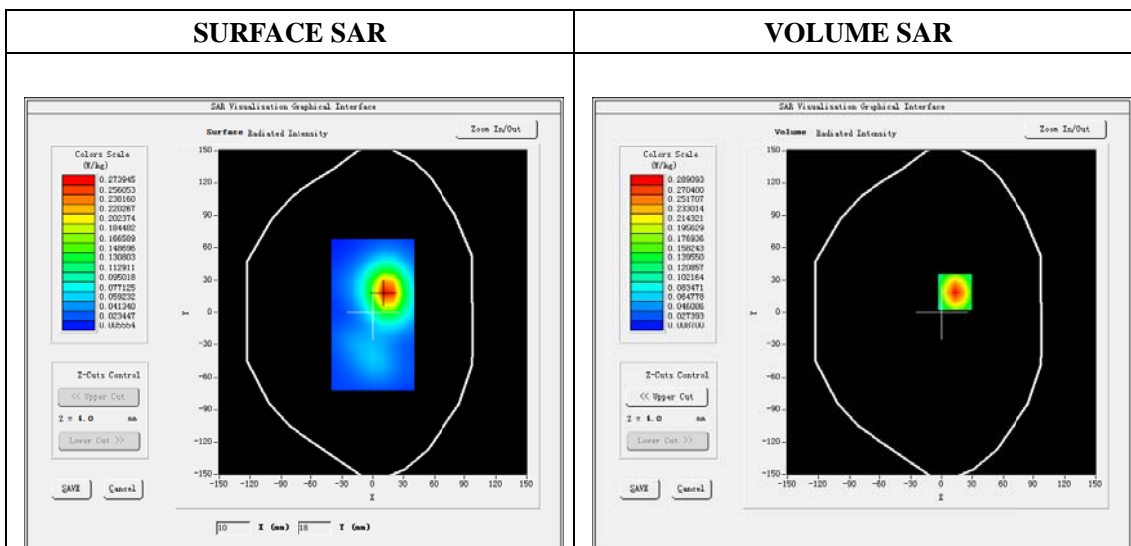 SURFACE SAR
VOLUME SAR
SAR Visualisation Graphical Interface
Surface Radiated Intensity
Zoom In/Out
Colors Scale
(W/kg)
0.273945
0.256053
0.238160
0.220267
0.202374
0.184482
0.166589
0.148696
0.130803
0.112911
0.095018
0.077125
0.059232
0.041340
0.023447
0.005554
Z-Cuts Control
<< Upper Cut
Z = 4.0 mm
Lower Cut >>
SAVE
Cancel
150
120
90
60
30
0
-30
-60
-90
-120
-150
Y
-150 -120 -90 -60 -30 0 30 60 90 120 150
X
10 X (mm) 18 Y (mm)
SAR Visualisation Graphical Interface
Volume Radiated Intensity
Zoom In/Out
Colors Scale
(W/kg)
0.289093
0.270400
0.251707
0.233014
0.214321
0.195629
0.176936
0.158243
0.139550
0.120857
0.102164
0.083471
0.064778
0.046086
0.027393
0.008700
Z-Cuts Control
<< Upper Cut
Z = 4.0 mm
Lower Cut >>
SAVE
Cancel
150
120
90
60
30
0
-30
-60
-90
-120
-150
Y
-150 -120 -90 -60 -30 0 30 60 90 120 150
X